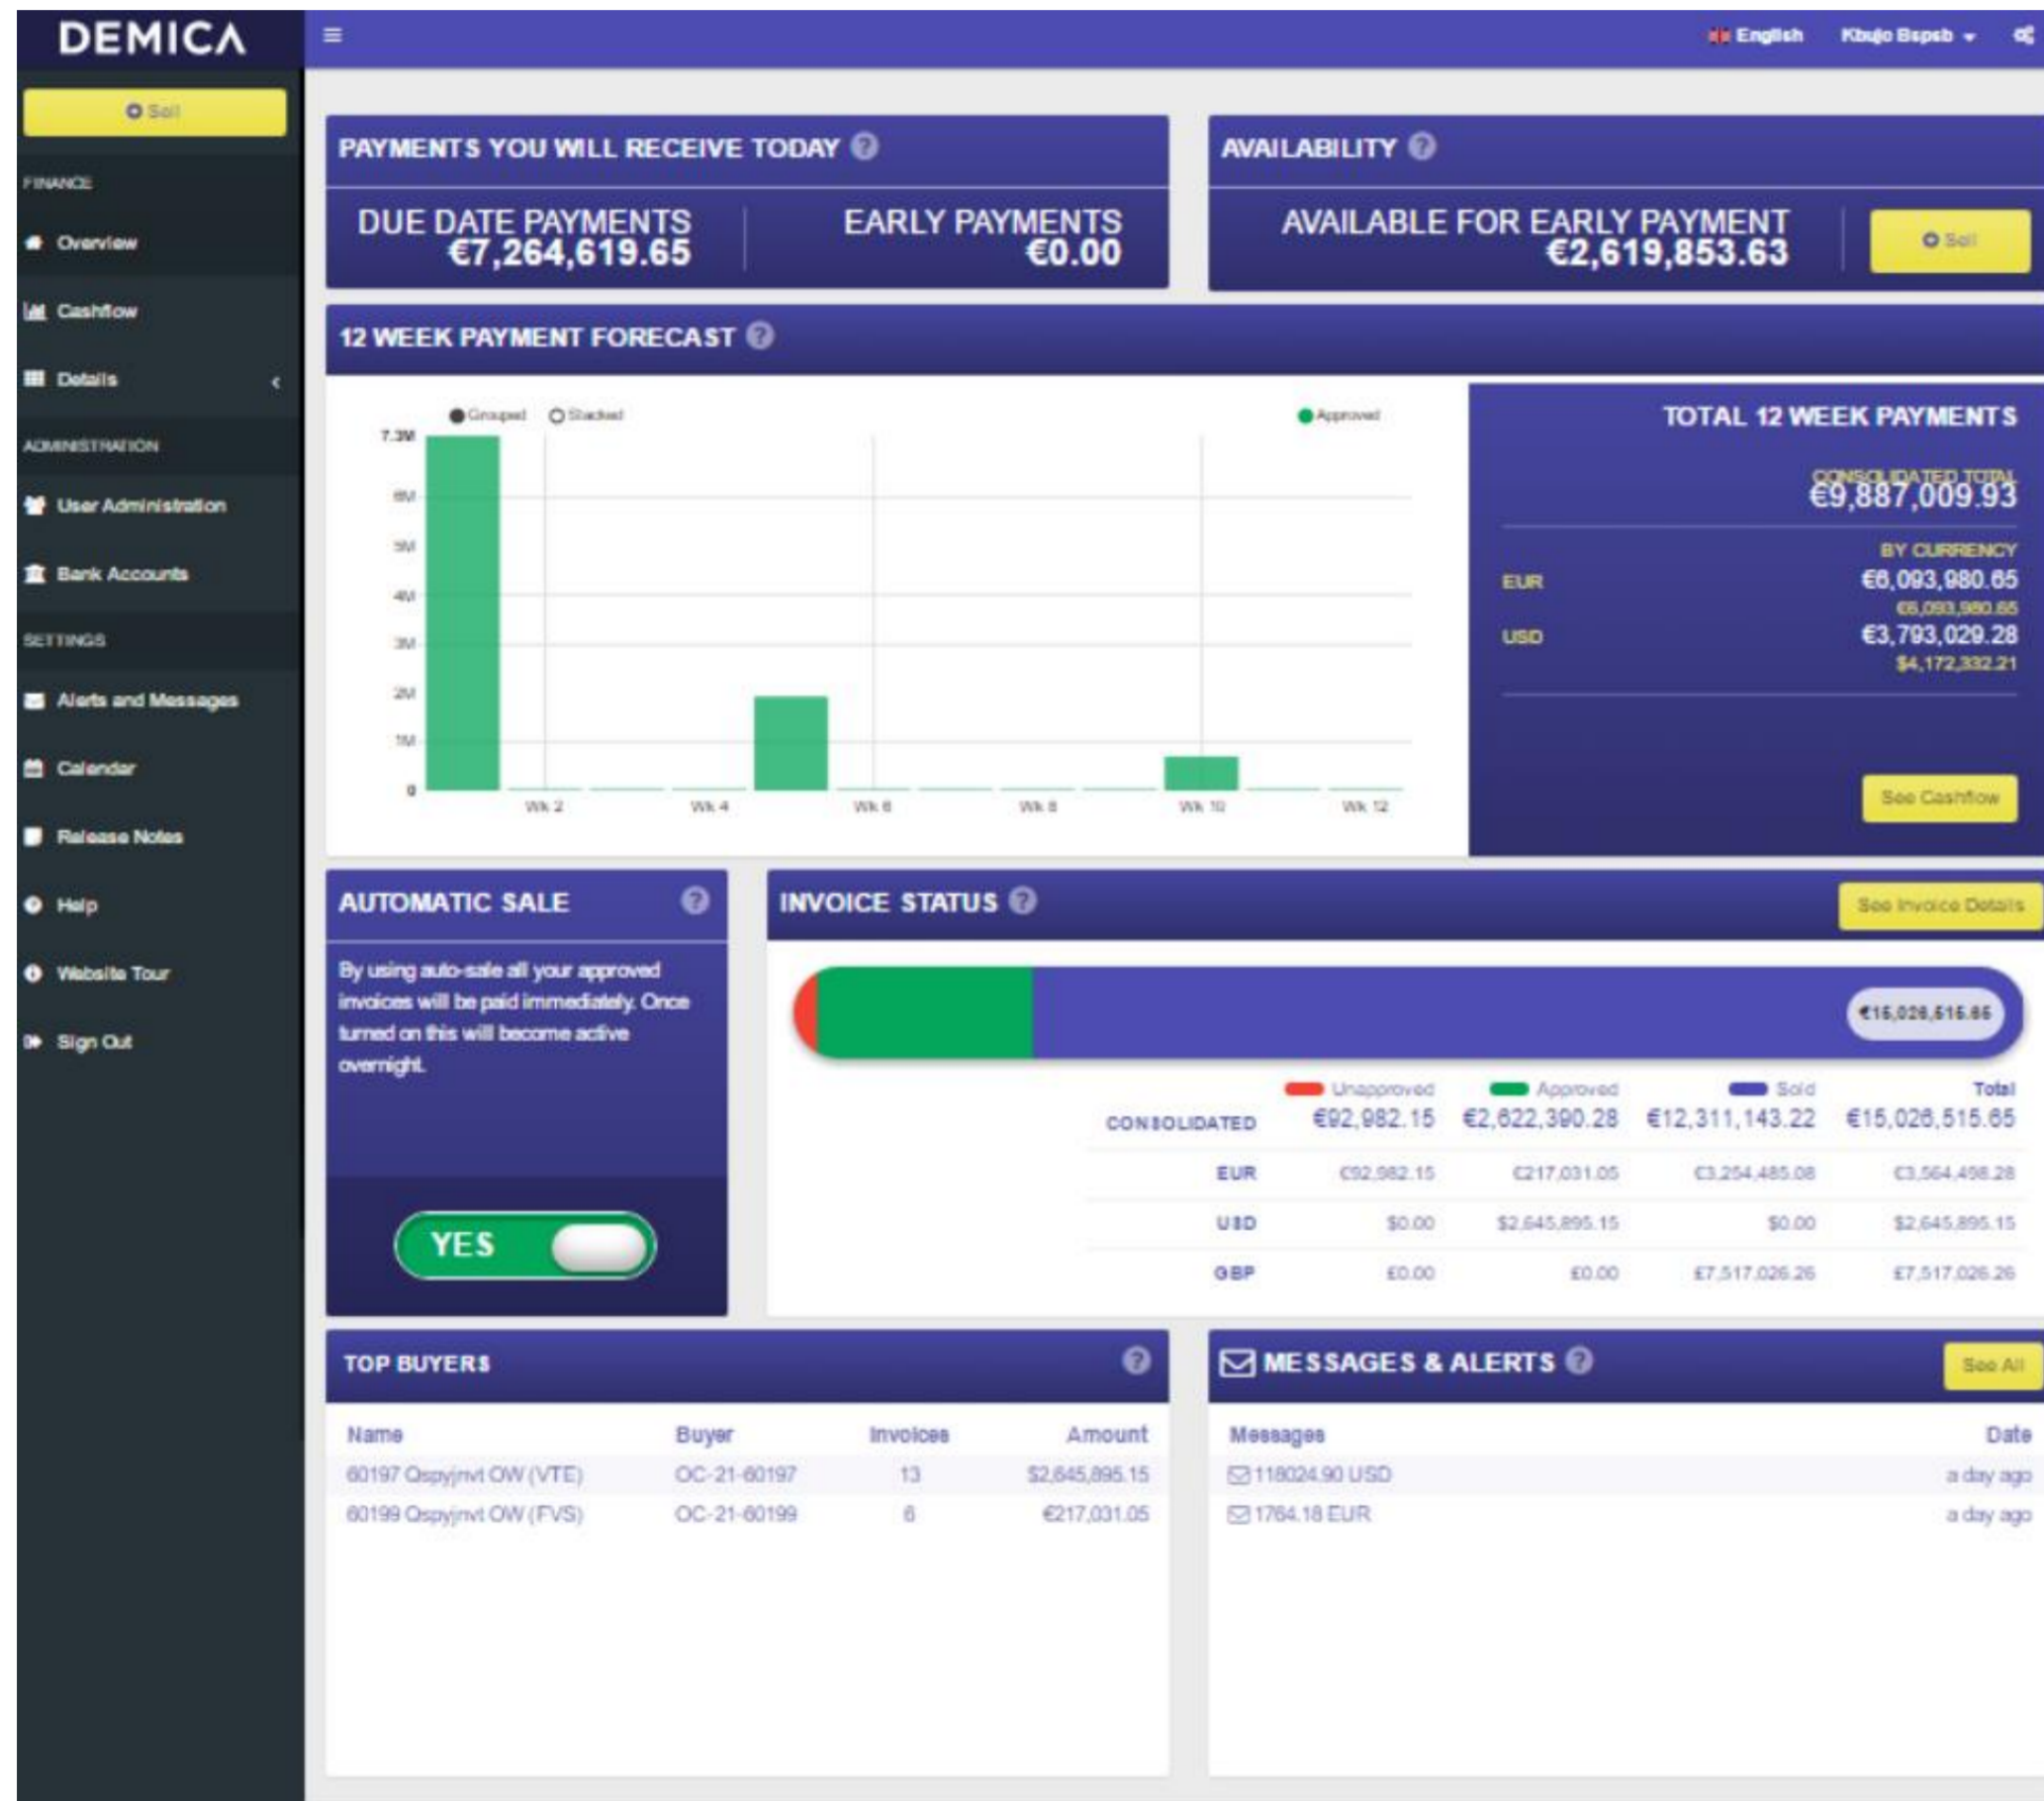 DEMICA
English Kbujo Bspsb
Sell
FINANCE
Overview
Cashflow
Details
ADMINISTRATION
User Administration
Bank Accounts
SETTINGS
Alerts and Messages
Calendar
Release Notes
Help
Website Tour
Sign Out
PAYMENTS YOU WILL RECEIVE TODAY ?
DUE DATE PAYMENTS
€7,264,619.65
EARLY PAYMENTS
€0.00
AVAILABILITY ?
AVAILABLE FOR EARLY PAYMENT
€2,619,853.63
Sell
12 WEEK PAYMENT FORECAST ?
Grouped Stacked Approved
7.3M
6M
5M
4M
3M
2M
1M
0
Wk 2 Wk 4 Wk 6 Wk 8 Wk 10 Wk 12
TOTAL 12 WEEK PAYMENTS
CONSOLIDATED TOTAL
€9,887,009.93
BY CURRENCY
EUR €6,093,980.65
€6,093,980.65
USD €3,793,029.28
$4,172,332.21
See Cashflow
AUTOMATIC SALE ?
By using auto-sale all your approved
invoices will be paid immediately. Once
turned on this will become active
overnight.
YES
INVOICE STATUS ?
See Invoice Details
€15,026,515.65
Unapproved Approved Sold Total
CONSOLIDATED €92,982.15 €2,622,390.28 €12,311,143.22 €15,026,515.65
EUR €92,982.15 €217,031.05 €3,254,485.08 €3,564,498.28
USD $0.00 $2,645,895.15 $0.00 $2,645,895.15
GBP £0.00 £0.00 £7,517,026.26 £7,517,026.26
TOP BUYERS ?
Name Buyer Invoices Amount
60197 Qspyjnvt OW (VTE) OC-21-60197 13 $2,645,895.15
60199 Qspyjnvt OW (FVS) OC-21-60199 6 €217,031.05
MESSAGES & ALERTS ?
See All
Messages Date
118024.90 USD a day ago
1764.18 EUR a day ago